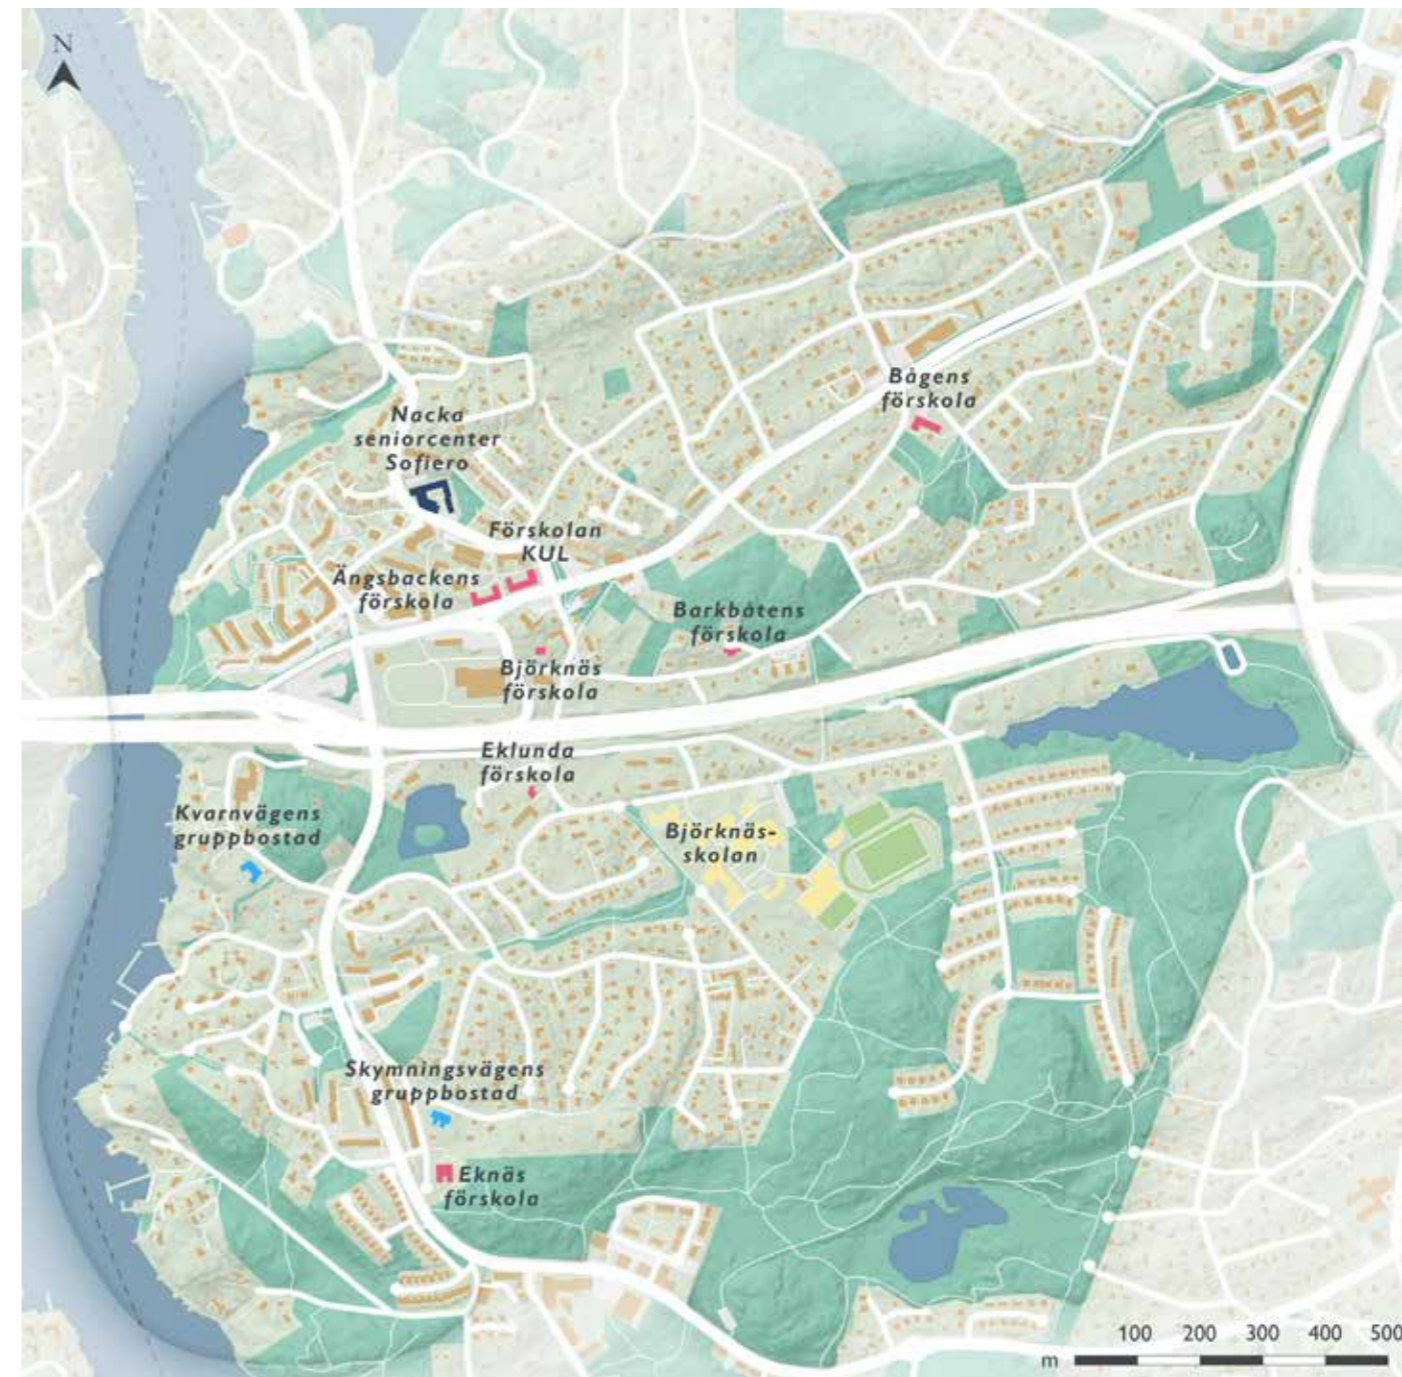 N
Bågens
förskola
Nacka
seniorcenter
Sofiero
Förskolan
KUL
Ängsbackens
förskola
Barkbåtens
förskola
Björknäs
förskola
Eklunda
förskola
Kvarnvägens
gruppbostad
Björknäs-
skolan
Skymningsvägens
gruppbostad
Eknäs
förskola
100 200 300 400 500
m